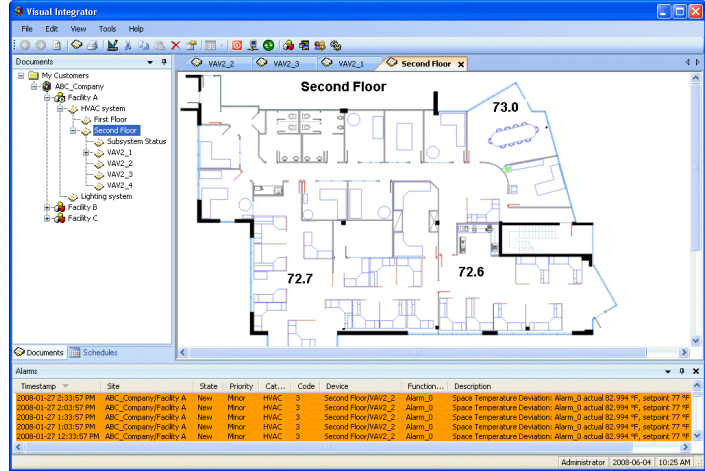 Visual Integrator
File Edit View Tools Help
Documents
VAV2_2 VAV2_3 VAV2_1 Second Floor
My Customers
ABC_Company
Facility A
HVAC system
First Floor
Second Floor
Subsystem Status
VAV2_1
VAV2_2
VAV2_3
VAV2_4
Lighting system
Facility B
Facility C
Second Floor
73.0
72.7
72.6
Documents Schedules
Alarms
Timestamp Site State Priority Cat... Code Device Function... Description
2008-01-27 2:33:57 PM ABC_Company/Facility A New Minor HVAC 3 Second Floor/VAV2_2 Alarm_0 Space Temperature Deviation: Alarm_0 actual 82.994 °F, setpoint 77 °F
2008-01-27 2:03:57 PM ABC_Company/Facility A New Minor HVAC 3 Second Floor/VAV2_2 Alarm_0 Space Temperature Deviation: Alarm_0 actual 82.994 °F, setpoint 77 °F
2008-01-27 1:33:57 PM ABC_Company/Facility A New Minor HVAC 3 Second Floor/VAV2_2 Alarm_0 Space Temperature Deviation: Alarm_0 actual 82.994 °F, setpoint 77 °F
2008-01-27 1:03:57 PM ABC_Company/Facility A New Minor HVAC 3 Second Floor/VAV2_2 Alarm_0 Space Temperature Deviation: Alarm_0 actual 82.994 °F, setpoint 77 °F
2008-01-27 12:33:57 PM ABC_Company/Facility A New Minor HVAC 3 Second Floor/VAV2_2 Alarm_0 Space Temperature Deviation: Alarm_0 actual 82.994 °F, setpoint 77 °F
Administrator 2008-06-04 10:25 AM